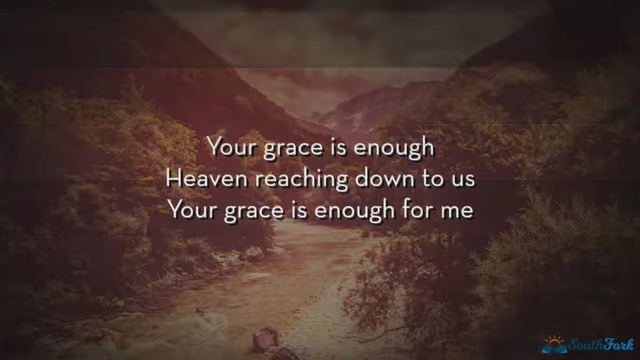 Your grace is enough
Heaven reaching down to us
Your grace is enough for me
SouthFork